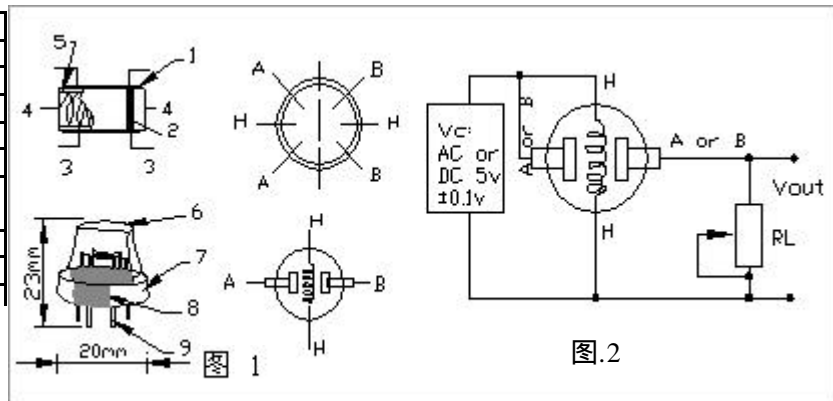 5
1
4
4
2
3
3
A
B
H
H
A
B
6
7
8
9
23mm
20mm
图 1
H
A
B
H
Vc:
AC or
DC 5v
±0.1v
A or B
H
H
A or B
Vout
RL
图.2